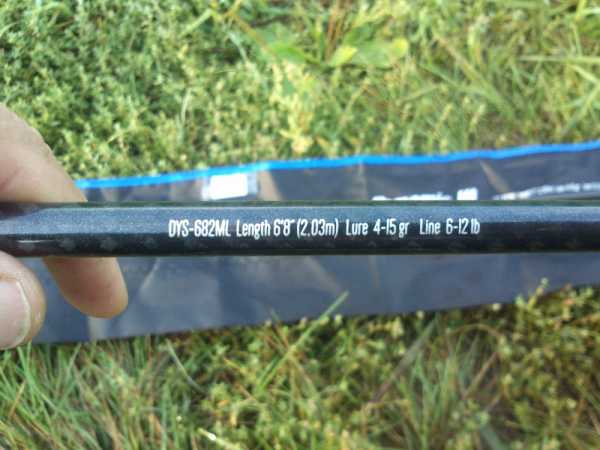 DYS-682ML Length 6'8" (2,03m) Lure 4-15 gr Line 6-12 lb